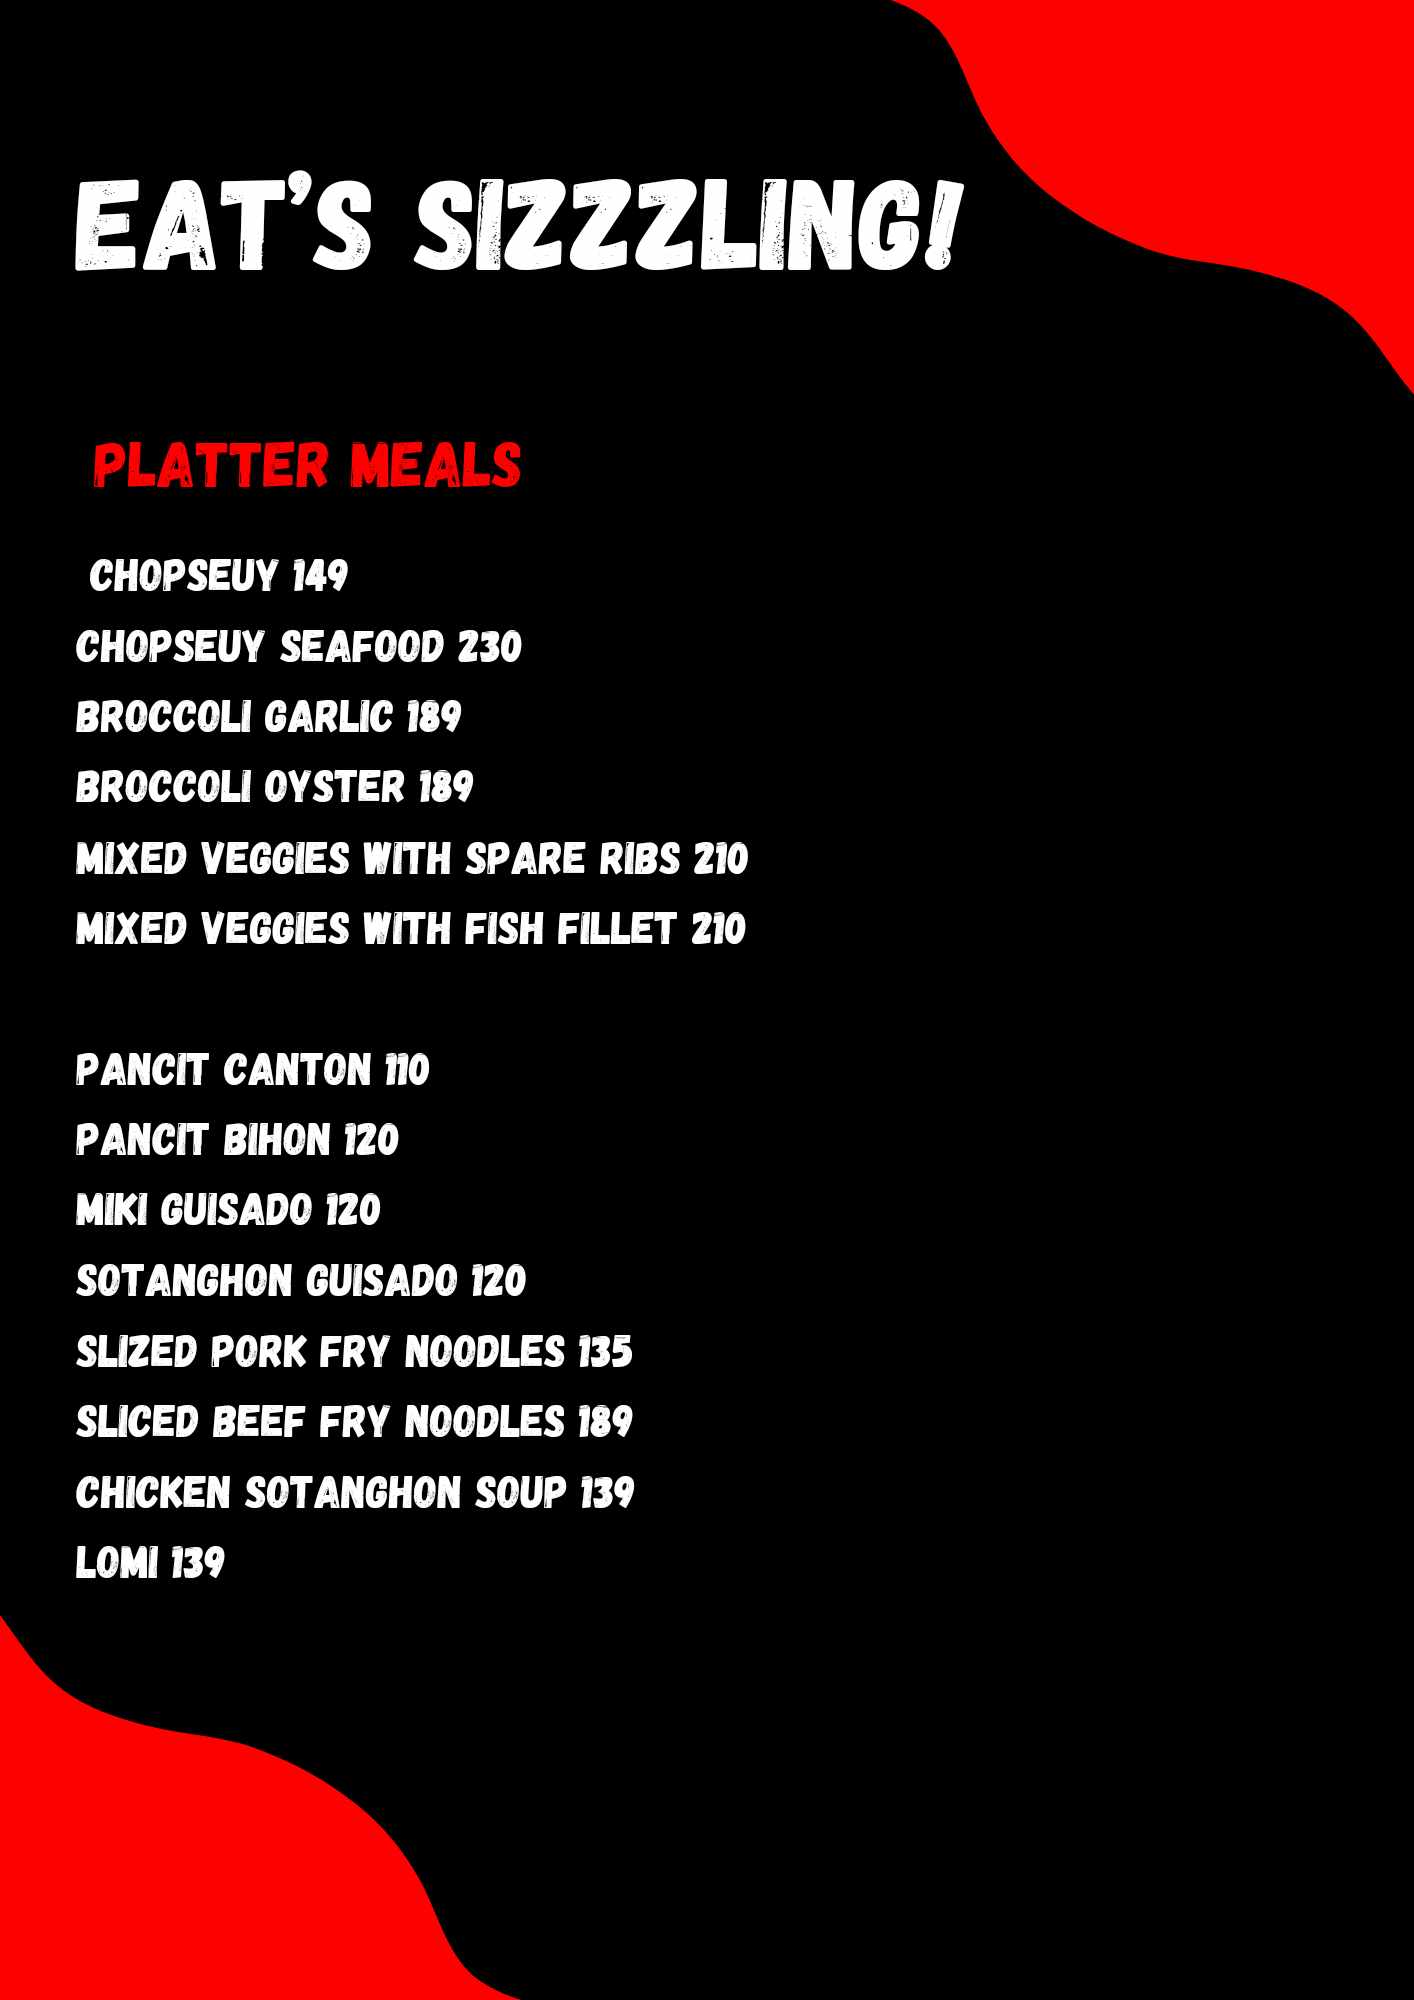 EAT’S SIZZZLING!
PLATTER MEALS
CHOPSEUY 149
CHOPSEUY SEAFOOD 230
BROCCOLI GARLIC 189
BROCCOLI OYSTER 189
MIXED VEGGIES WITH SPARE RIBS 210
MIXED VEGGIES WITH FISH FILLET 210
PANCIT CANTON 110
PANCIT BIHON 120
MIKI GUISADO 120
SOTANGHON GUISADO 120
SLIZED PORK FRY NOODLES 135
SLICED BEEF FRY NOODLES 189
CHICKEN SOTANGHON SOUP 139
LOMI 139